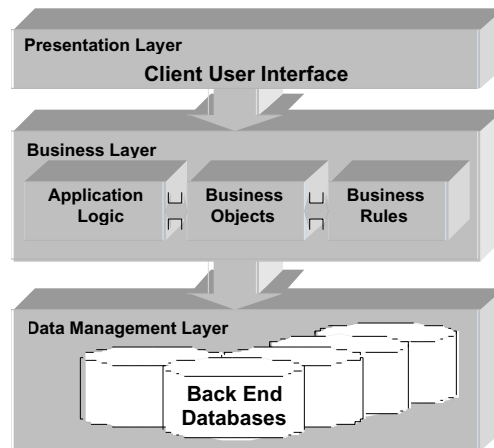 Presentation Layer
Client User Interface
Business Layer
Application
Logic
Business
Objects
Business
Rules
Data Management Layer
Back End
Databases